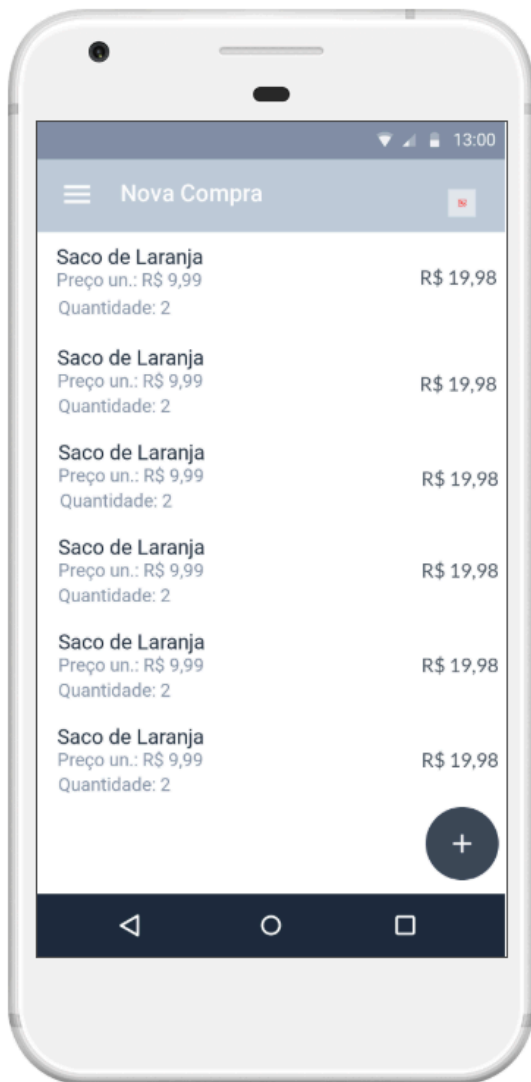 13:00
Nova Compra
Saco de Laranja
Preço un.: R$ 9,99
R$ 19,98
Quantidade: 2
Saco de Laranja
Preço un.: R$ 9,99
R$ 19,98
Quantidade: 2
Saco de Laranja
Preço un.: R$ 9,99
R$ 19,98
Quantidade: 2
Saco de Laranja
Preço un.: R$ 9,99
R$ 19,98
Quantidade: 2
Saco de Laranja
Preço un.: R$ 9,99
R$ 19,98
Quantidade: 2
Saco de Laranja
Preço un.: R$ 9,99
R$ 19,98
Quantidade: 2
+